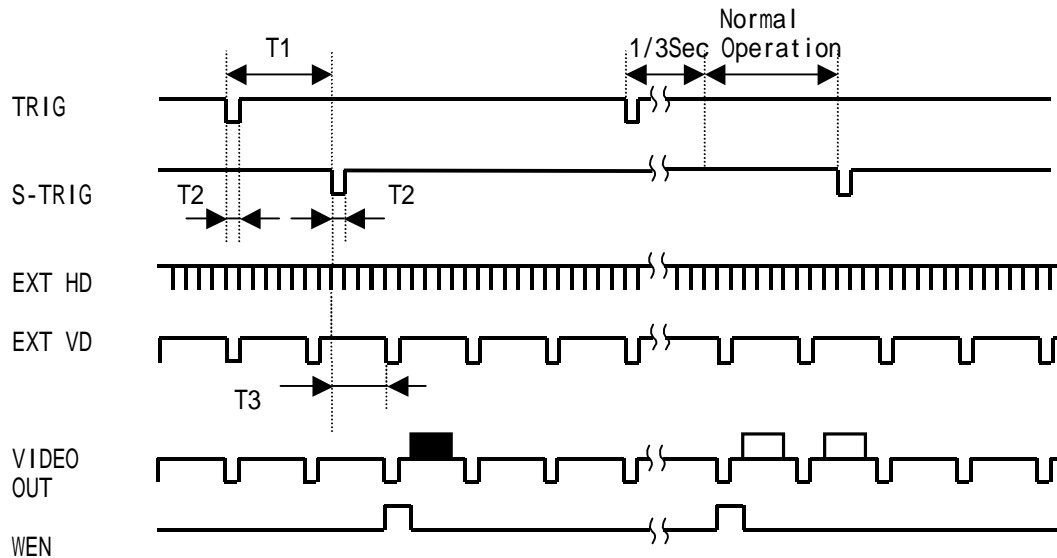 Normal
T1
1/3Sec Operation
TRIG
S-TRIG
T2
T2
EXT HD
EXT VD
T3
VIDEO
OUT
WEN